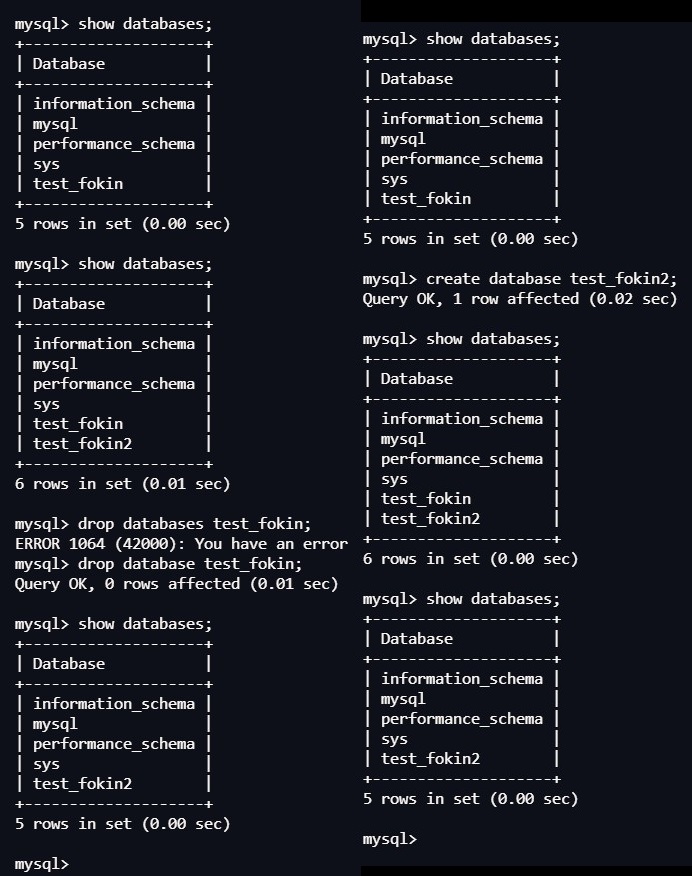 mysql> show databases;
+--------------------+
| Database           |
+--------------------+
| information_schema |
| mysql              |
| performance_schema |
| sys                |
| test_fokin         |
+--------------------+
5 rows in set (0.00 sec)
mysql> show databases;
+--------------------+
| Database           |
+--------------------+
| information_schema |
| mysql              |
| performance_schema |
| sys                |
| test_fokin         |
| test_fokin2        |
+--------------------+
6 rows in set (0.01 sec)
mysql> drop databases test_fokin;
ERROR 1064 (42000): You have an error
mysql> drop database test_fokin;
Query OK, 0 rows affected (0.01 sec)
mysql> show databases;
+--------------------+
| Database           |
+--------------------+
| information_schema |
| mysql              |
| performance_schema |
| sys                |
| test_fokin2        |
+--------------------+
5 rows in set (0.00 sec)
mysql>
mysql> show databases;
+--------------------+
| Database           |
+--------------------+
| information_schema |
| mysql              |
| performance_schema |
| sys                |
| test_fokin         |
+--------------------+
5 rows in set (0.00 sec)
mysql> create database test_fokin2;
Query OK, 1 row affected (0.02 sec)
mysql> show databases;
+--------------------+
| Database           |
+--------------------+
| information_schema |
| mysql              |
| performance_schema |
| sys                |
| test_fokin         |
| test_fokin2        |
+--------------------+
6 rows in set (0.00 sec)
mysql> show databases;
+--------------------+
| Database           |
+--------------------+
| information_schema |
| mysql              |
| performance_schema |
| sys                |
| test_fokin2        |
+--------------------+
5 rows in set (0.00 sec)
mysql>